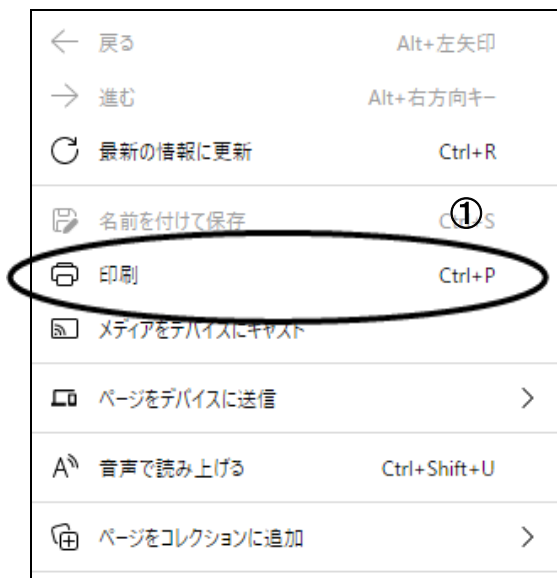 戻る Alt+左矢印
進む Alt+右方向キー
最新の情報に更新 Ctrl+R
名前を付けて保存 Ctrl+S
①
印刷 Ctrl+P
メディアをデバイスにキャスト
ページをデバイスに送信
音声で読み上げる Ctrl+Shift+U
ページをコレクションに追加